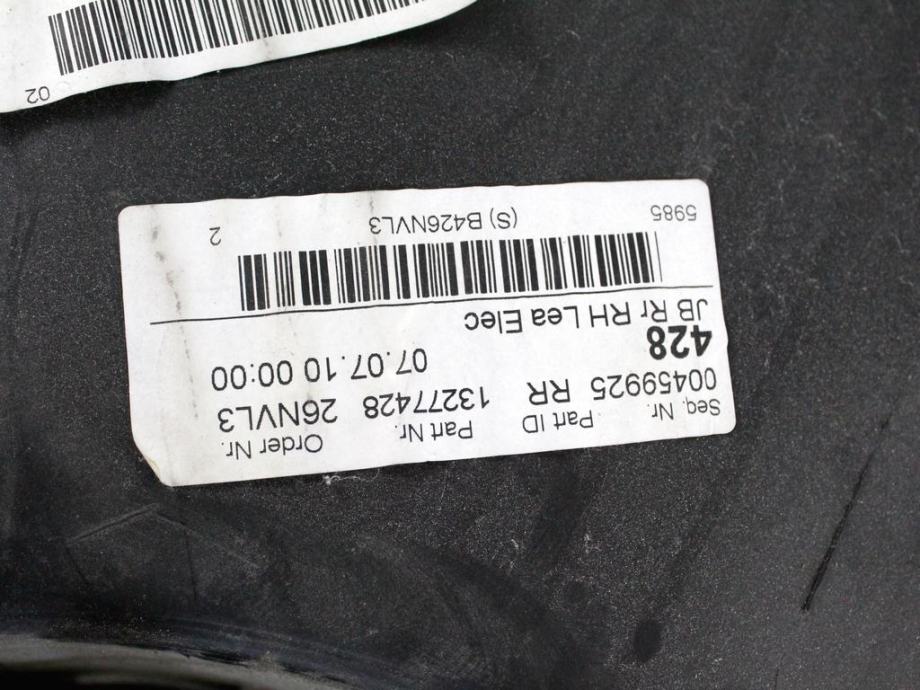 Seq. Nr. Part ID Part Nr. Order Nr.
00459925 RR 13277428 26NVL3
428 07.07.10 00:00
JB Rr RH Lea Elec
5985 (S) B426NVL3 2
02